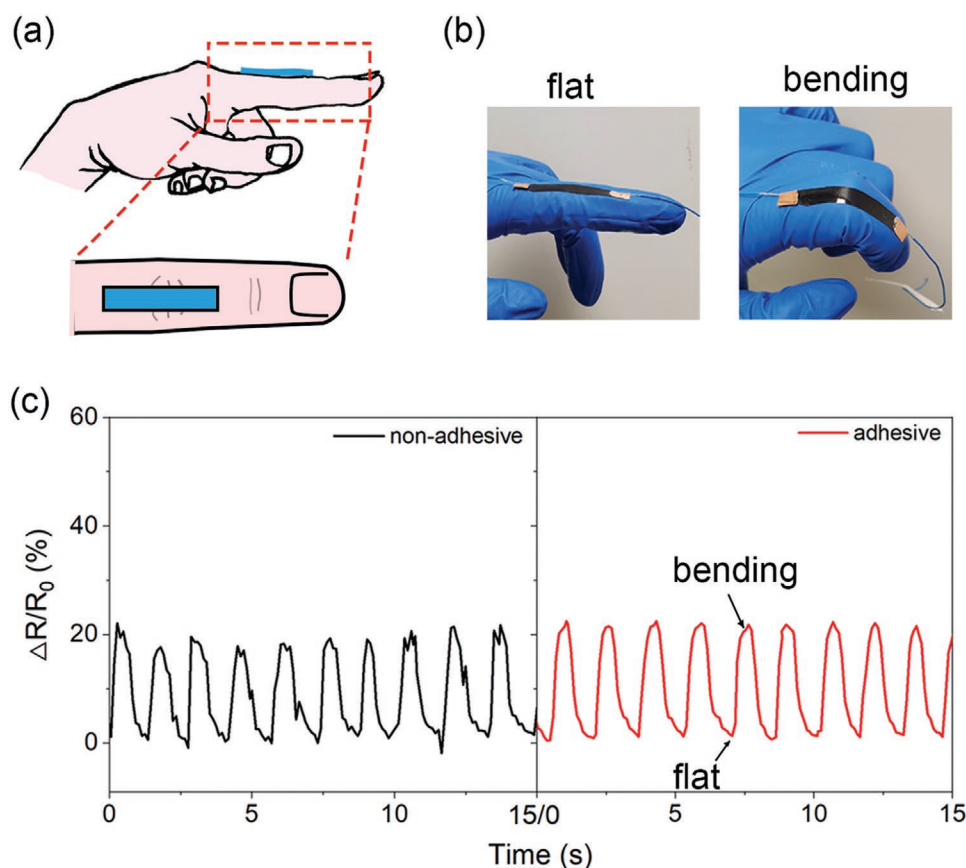 (a)
(b)
flat
bending
(c)
60
40
20
0
ΔR/R₀ (%)
non-adhesive
adhesive
bending
flat
0
5
10
15/0
5
10
15
Time (s)